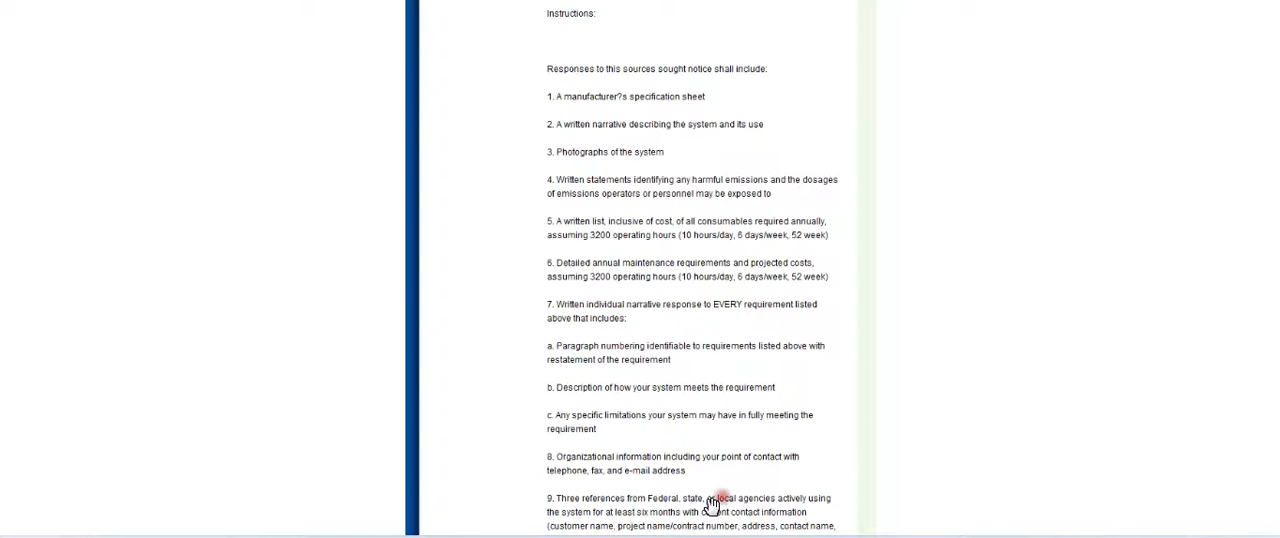 Instructions:
Responses to this sources sought notice shall include:
1. A manufacturer?s specification sheet
2. A written narrative describing the system and its use
3. Photographs of the system
4. Written statements identifying any harmful emissions and the dosages
of emissions operators or personnel may be exposed to
5. A written list, inclusive of cost, of all consumables required annually,
assuming 3200 operating hours (10 hours/day, 6 days/week, 52 week)
6. Detailed annual maintenance requirements and projected costs,
assuming 3200 operating hours (10 hours/day, 6 days/week, 52 week)
7. Written individual narrative response to EVERY requirement listed
above that includes:
a. Paragraph numbering identifiable to requirements listed above with
restatement of the requirement
b. Description of how your system meets the requirement
c. Any specific limitations your system may have in fully meeting the
requirement
8. Organizational information including your point of contact with
telephone, fax, and e-mail address
9. Three references from Federal, state, or local agencies actively using
the system for at least six months with current contact information
(customer name, project name/contract number, address, contact name,